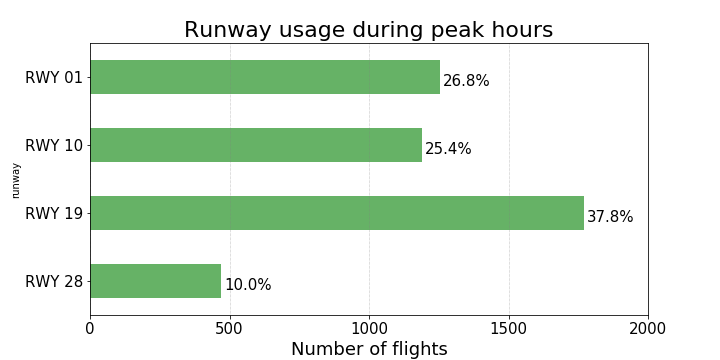 Runway usage during peak hours
RWY 01
26.8%
RWY 10
25.4%
runway
RWY 19
37.8%
RWY 28
10.0%
0 500 1000 1500 2000
Number of flights